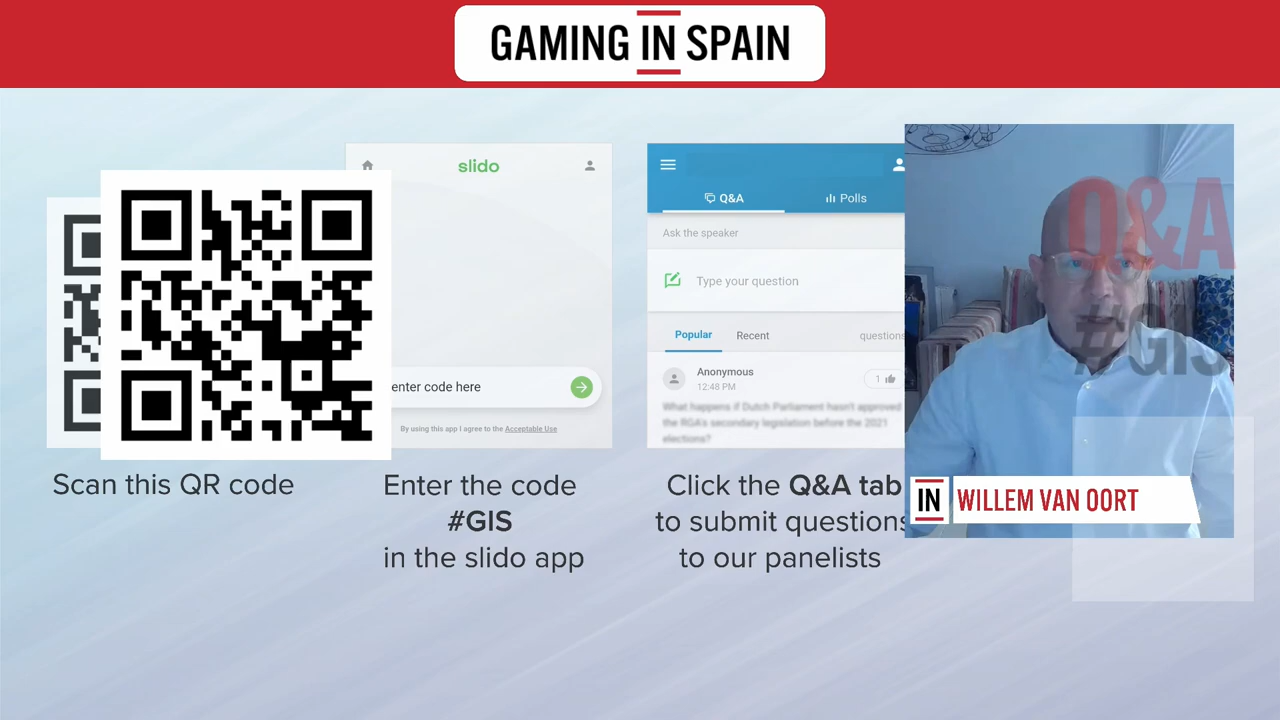 GAMING IN SPAIN
slido
enter code here
By using this app I agree to the Acceptable Use
Q&A
Polls
Ask the speaker
Type your question
Popular
Recent
questions
Anonymous
12:48 PM
1
What happens if Dutch Parliament hasn't approved
the RGA's secondary legislation before the 2021
elections?
Q&A
#GIS
IN WILLEM VAN OORT
Scan this QR code
Enter the code
#GIS
in the slido app
Click the Q&A tab
to submit questions
to our panelists